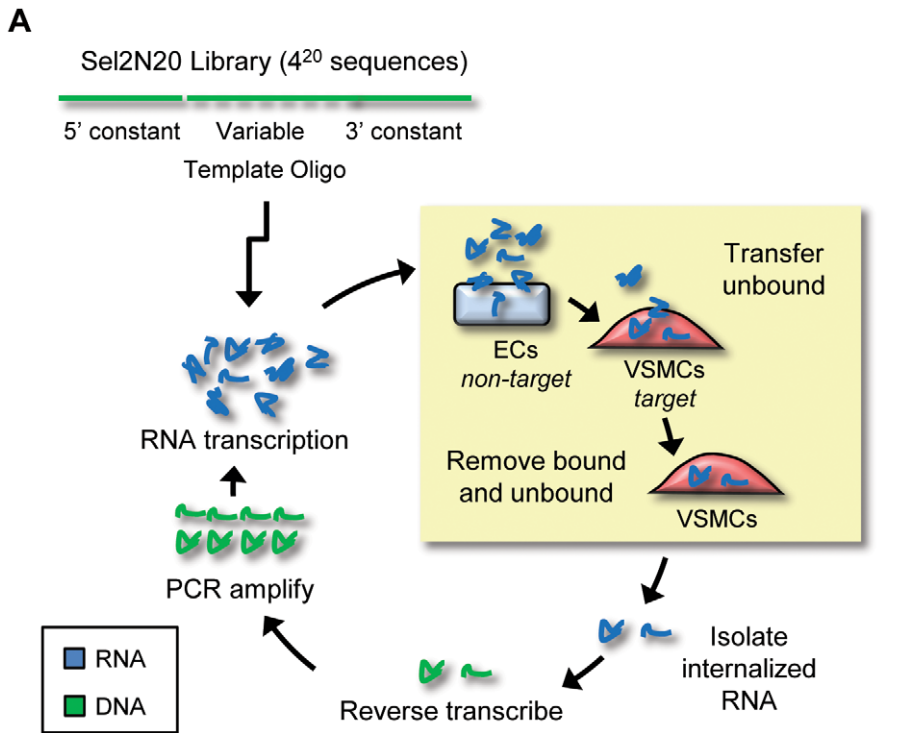 A
Sel2N20 Library (4²⁰ sequences)
5’ constant Variable 3’ constant
Template Oligo
Transfer
unbound
ECs
non-target
VSMCs
target
RNA transcription
Remove bound
and unbound
VSMCs
PCR amplify
Isolate
internalized
RNA
Reverse transcribe
RNA
DNA